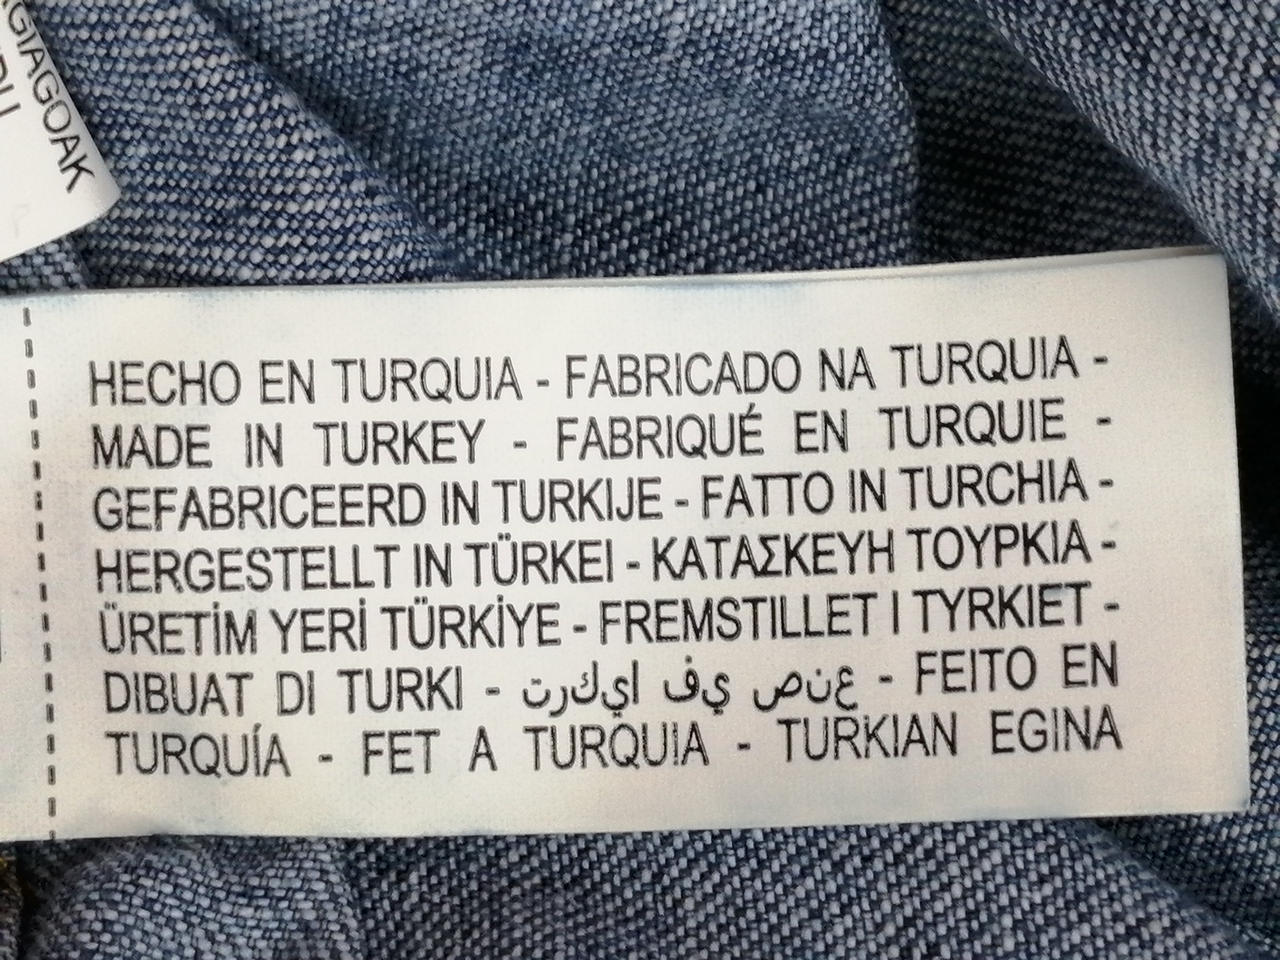 GIAGOAK
HECHO EN TURQUIA - FABRICADO NA TURQUIA -
MADE IN TURKEY - FABRIQUÉ EN TURQUIE -
GEFABRICEERD IN TURKIJE - FATTO IN TURCHIA -
HERGESTELLT IN TÜRKEI - ΚΑΤΑΣΚΕΥΗ ΤΟΥΡΚΙΑ -
ÜRETİM YERİ TÜRKİYE - FREMSTILLET I TYRKIET -
DIBUAT DI TURKI - عنص يف ايكرت - FEITO EN
TURQUÍA - FET A TURQUIA - TURKIAN EGINA